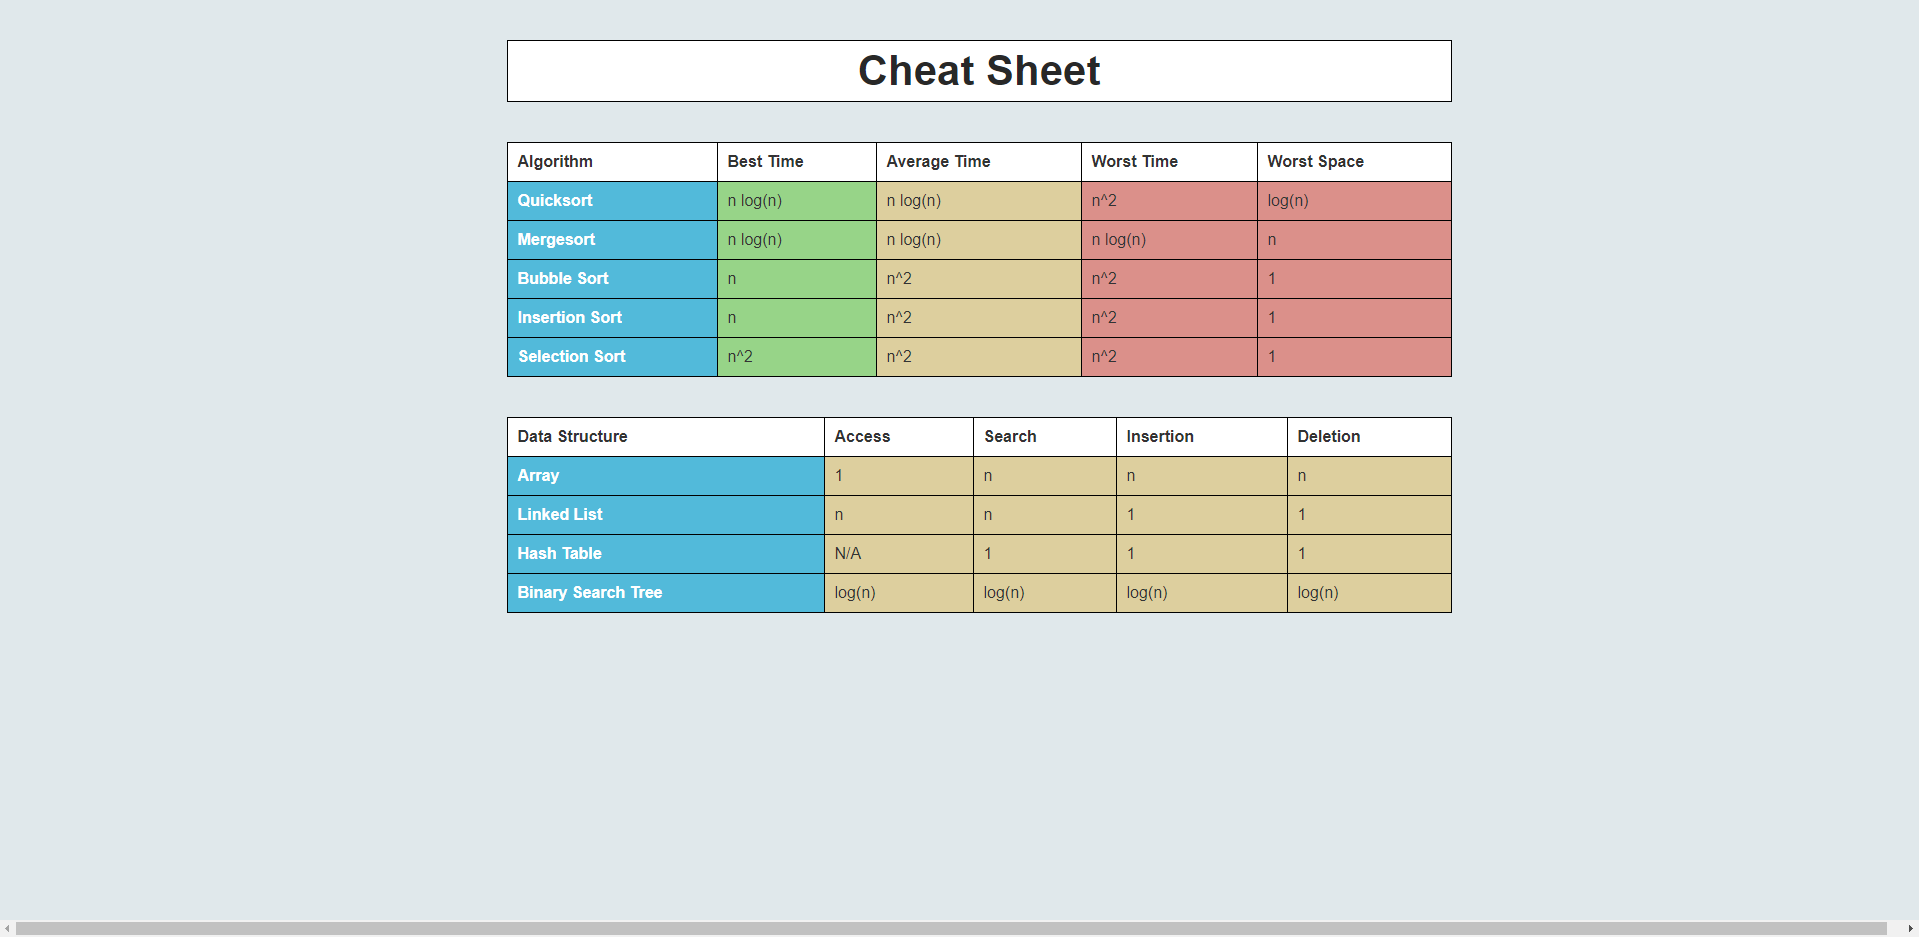 Cheat Sheet
Algorithm Best Time Average Time Worst Time Worst Space
Quicksort n log(n) n log(n) n^2 log(n)
Mergesort n log(n) n log(n) n log(n) n
Bubble Sort n n^2 n^2 1
Insertion Sort n n^2 n^2 1
Selection Sort n^2 n^2 n^2 1
Data Structure Access Search Insertion Deletion
Array 1 n n n
Linked List n n 1 1
Hash Table N/A 1 1 1
Binary Search Tree log(n) log(n) log(n) log(n)